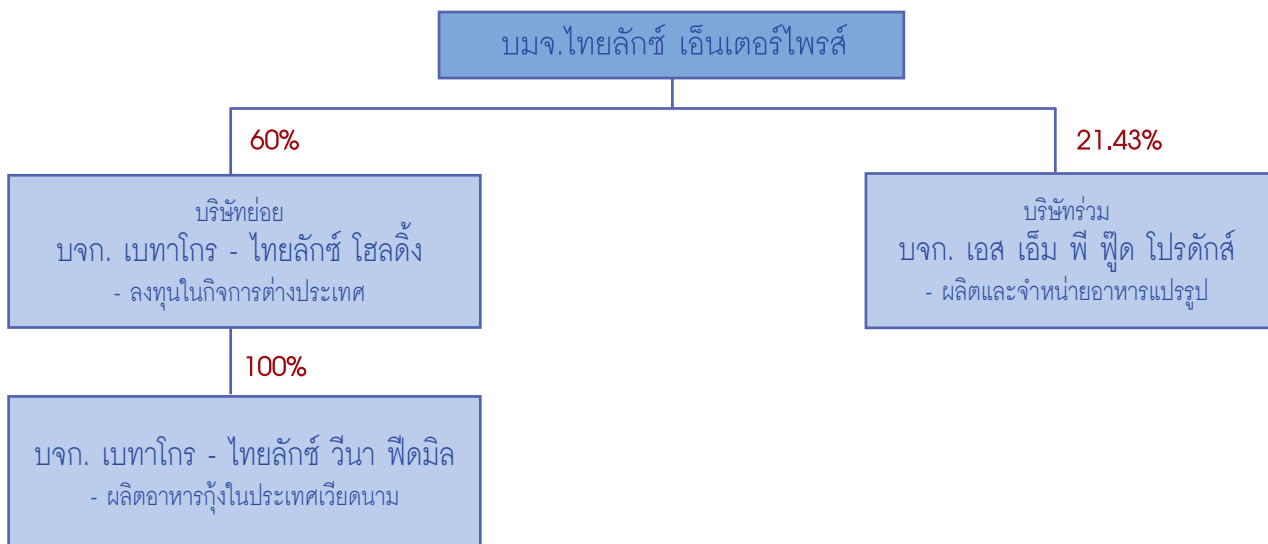 บมจ.ไทยลักซ์ เอ็นเตอร์ไพรส์
60%
21.43%
บริษัทย่อย
บจก. เบทาโกร - ไทยลักซ์ โฮลดิ้ง
- ลงทุนในกิจการต่างประเทศ
บริษัทร่วม
บจก. เอส เอ็ม พี ฟู๊ด โปรดักส์
- ผลิตและจำหน่ายอาหารแปรรูป
100%
บจก. เบทาโกร - ไทยลักซ์ วีนา ฟีดมิล
- ผลิตอาหารกุ้งในประเทศเวียดนาม